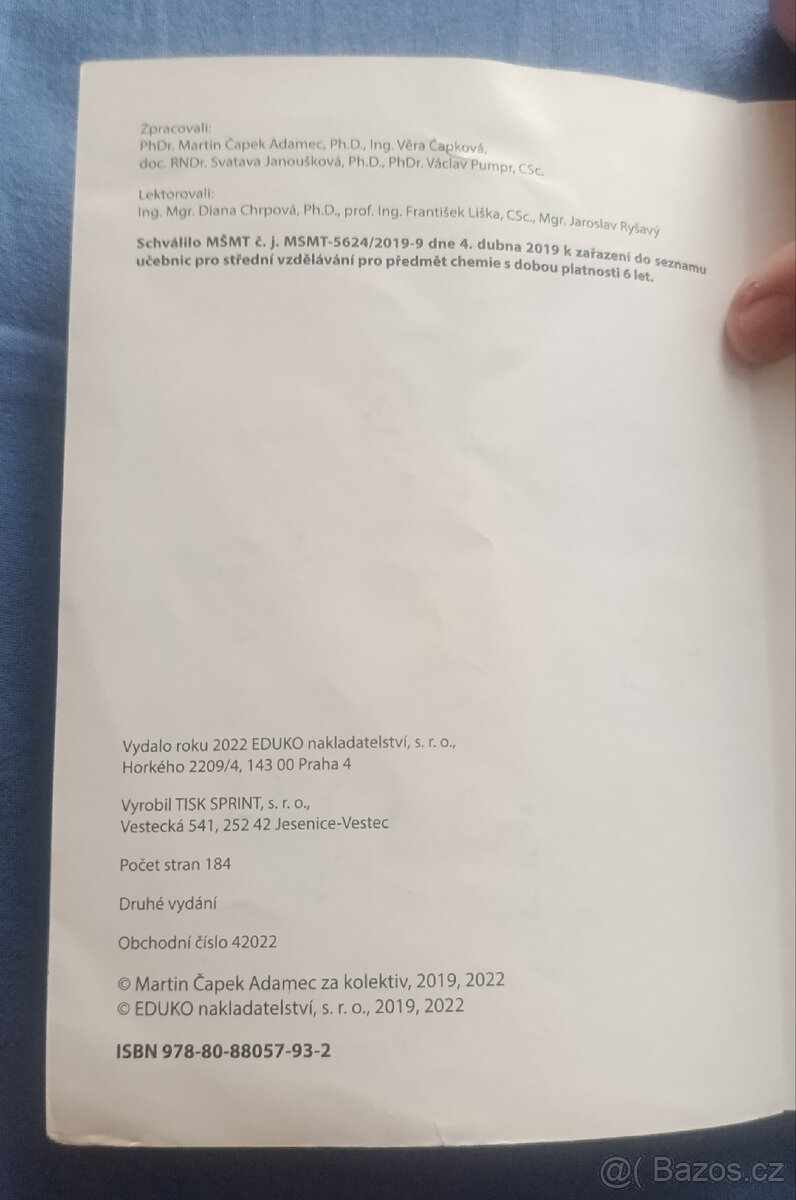 Zpracovali:
PhDr. Martin Čapek Adamec, Ph.D., Ing. Věra Čapková,
doc. RNDr. Svatava Janoušková, Ph.D., PhDr. Václav Pumpr, CSc.
Lektorovali:
Ing. Mgr. Diana Chrpová, Ph.D., prof. Ing. František Liška, CSc., Mgr. Jaroslav Ryšavý
Schválilo MŠMT č. j. MSMT-5624/2019-9 dne 4. dubna 2019 k zařazení do seznamu
učebnic pro střední vzdělávání pro předmět chemie s dobou platnosti 6 let.
Vydalo roku 2022 EDUKO nakladatelství, s. r. o.,
Horkého 2209/4, 143 00 Praha 4
Vyrobil TISK SPRINT, s. r. o.,
Vestecká 541, 252 42 Jesenice-Vestec
Počet stran 184
Druhé vydání
Obchodní číslo 42022
© Martin Čapek Adamec za kolektiv, 2019, 2022
© EDUKO nakladatelství, s. r. o., 2019, 2022
ISBN 978-80-88057-93-2
@( Bazos.cz